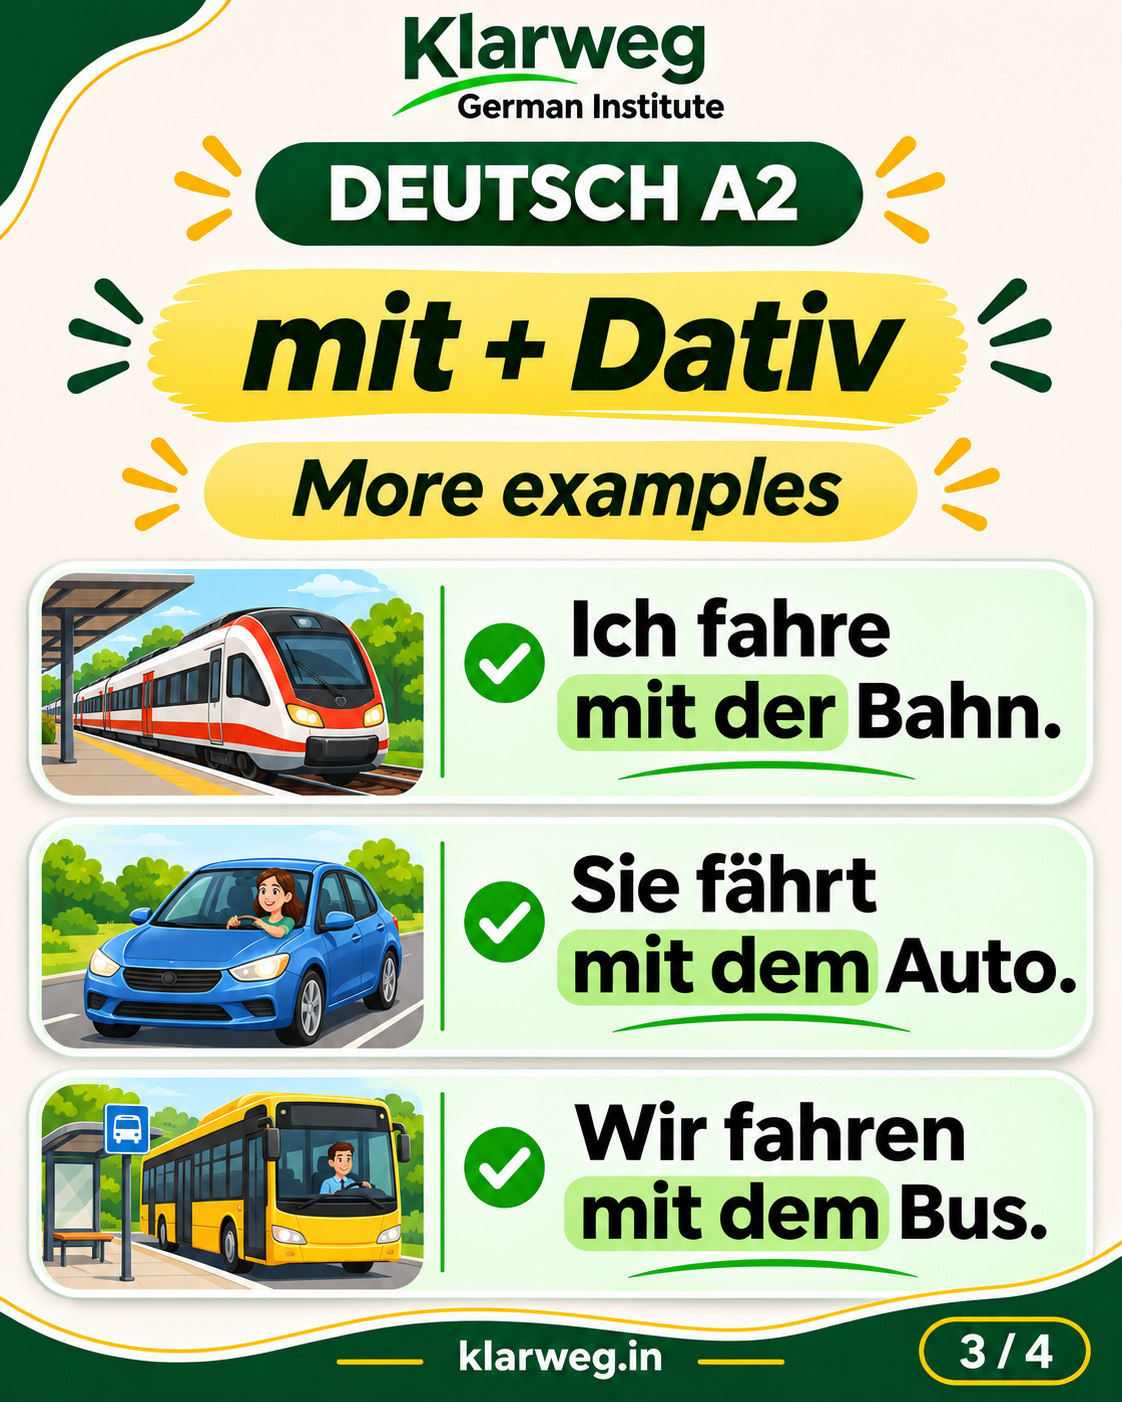 Klarweg
German Institute
DEUTSCH A2
mit + Dativ
More examples
Ich fahre
mit der Bahn.
Sie fährt
mit dem Auto.
Wir fahren
mit dem Bus.
klarweg.in
3 / 4